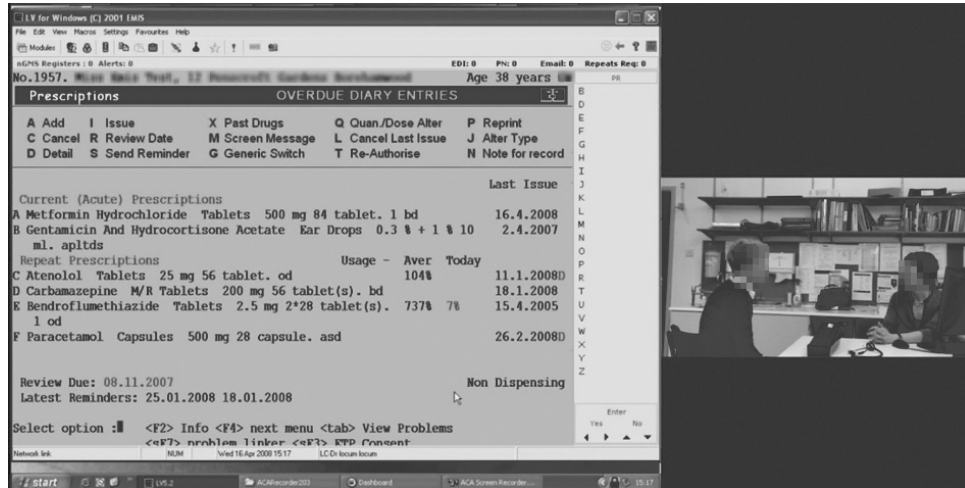 LV for Windows (C) 2001 EMIS
File Edit View Macros Settings Favourites Help
Modules
nGMS Registers : 0 Alerts: 0 EDI: 0 PN: 0 Email: 0 Repeats Req: 0
No.1957. Age 38 years
PR
Prescriptions OVERDUE DIARY ENTRIES
A Add I Issue X Past Drugs Q Quan./Dose Alter P Reprint
C Cancel R Review Date M Screen Message L Cancel Last Issue J Alter Type
D Detail S Send Reminder G Generic Switch T Re-Authorise N Note for record
Last Issue
Current (Acute) Prescriptions
A Metformin Hydrochloride Tablets 500 mg 84 tablet. 1 bd 16.4.2008
B Gentamicin And Hydrocortisone Acetate Ear Drops 0.3 % + 1 % 10 2.4.2007
ml. apltds
Repeat Prescriptions Usage - Aver Today
C Atenolol Tablets 25 mg 56 tablet. od 104% 11.1.2008D
D Carbamazepine M/R Tablets 200 mg 56 tablet(s). bd 18.1.2008
E Bendroflumethiazide Tablets 2.5 mg 2*28 tablet(s). 737% 7% 15.4.2005
1 od
F Paracetamol Capsules 500 mg 28 capsule. asd 26.2.2008D
Review Due: 08.11.2007 Non Dispensing
Latest Reminders: 25.01.2008 18.01.2008
Select option : <F2> Info <F4> next menu <tab> View Problems
<sF7> problem linker <sF3> ETP Consent
B
D
E
F
G
H
I
J
K
L
M
N
O
P
R
S
T
U
V
W
X
Y
Z
Enter
Yes No
Network link NUM Wed 16 Apr 2008 15:17 LC:Dr locum locum
start LV5.2 ACARecorder203 Dashboard ACA Screen Recorder... 15:17